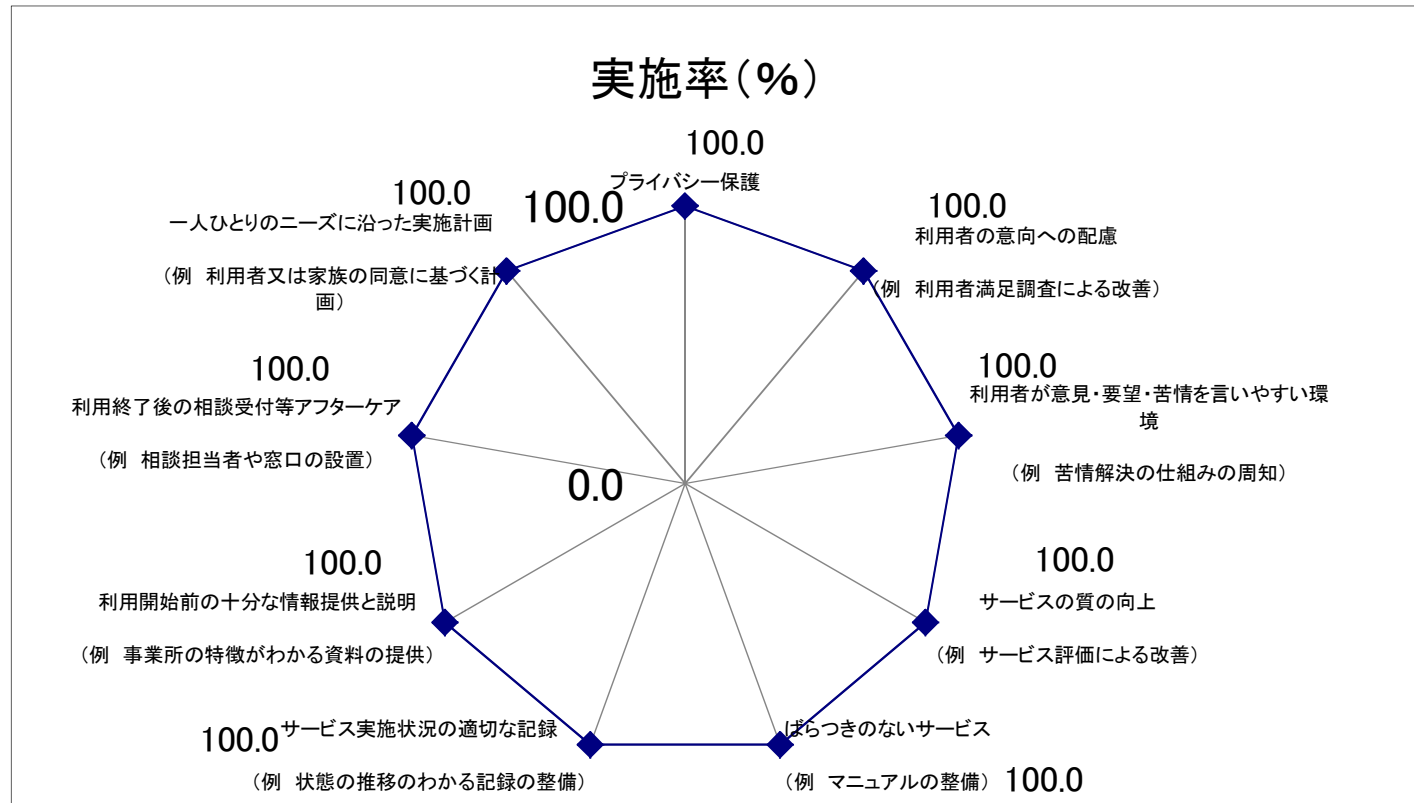 実施率(%)
100.0
プライバシー保護
100.0
利用者の意向への配慮
(例 利用者満足調査による改善)
100.0
利用者が意見・要望・苦情を言いやすい環
境
(例 苦情解決の仕組みの周知)
100.0
サービスの質の向上
(例 サービス評価による改善)
ばらつきのないサービス
(例 マニュアルの整備)
100.0
100.0
サービス実施状況の適切な記録
(例 状態の推移のわかる記録の整備)
100.0
利用開始前の十分な情報提供と説明
(例 事業所の特徴がわかる資料の提供)
100.0
利用終了後の相談受付等アフターケア
(例 相談担当者や窓口の設置)
100.0
一人ひとりのニーズに沿った実施計画
(例 利用者又は家族の同意に基づく計
画)
100.0
0.0